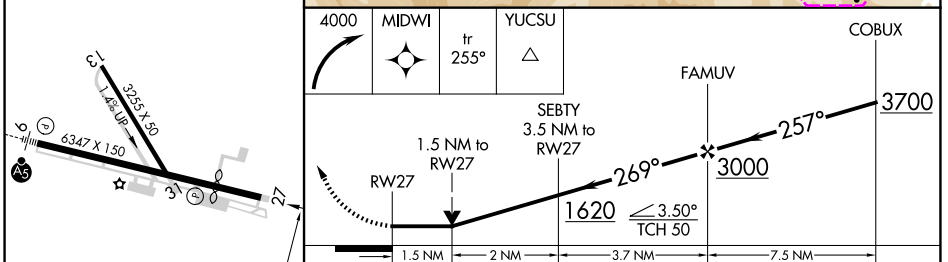 4000
MIDWI
tr
255°
YUCSU
COBUX
FAMUV
3700
257°
SEBTY
3.5 NM to
RW27
1.5 NM to
RW27
269°
3000
RW27
1620
3.50°
TCH 50
1.5 NM
2 NM
3.7 NM
7.5 NM
13
3255 X 50
1.4% UP
9
P
6347 X 150
A5
31
P
27